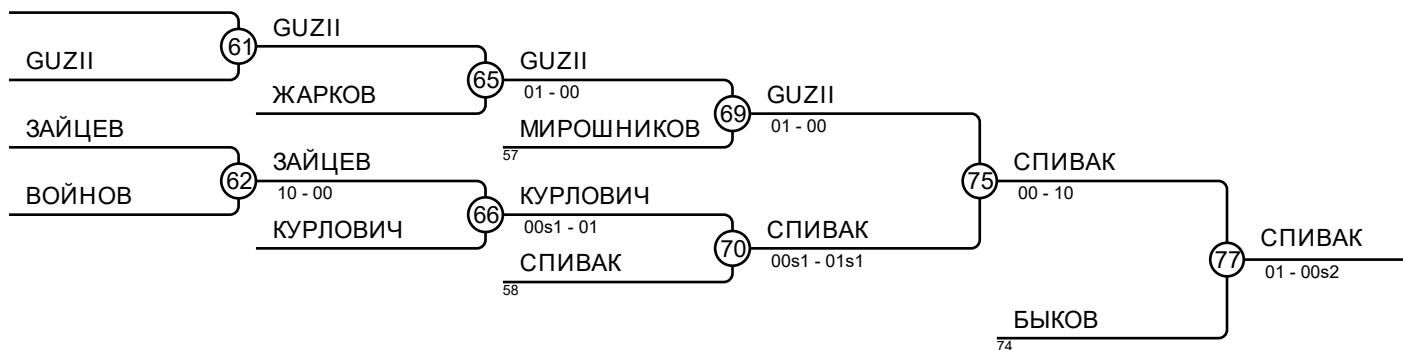 GUZII
61
GUZII
ЖАРКОВ
65
GUZII
01 - 00
МИРОШНИКОВ
57
69
GUZII
01 - 00
ЗАЙЦЕВ
ВОЙНОВ
62
ЗАЙЦЕВ
10 - 00
КУРЛОВИЧ
66
КУРЛОВИЧ
00s1 - 01
СПИВАК
58
70
СПИВАК
00s1 - 01s1
75
СПИВАК
00 - 10
БЫКОВ
74
77
СПИВАК
01 - 00s2